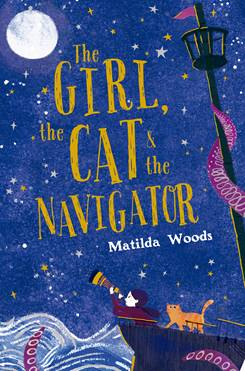 The
GIRL,
the
CAT &
the
NAVIGATOR
Matilda Woods